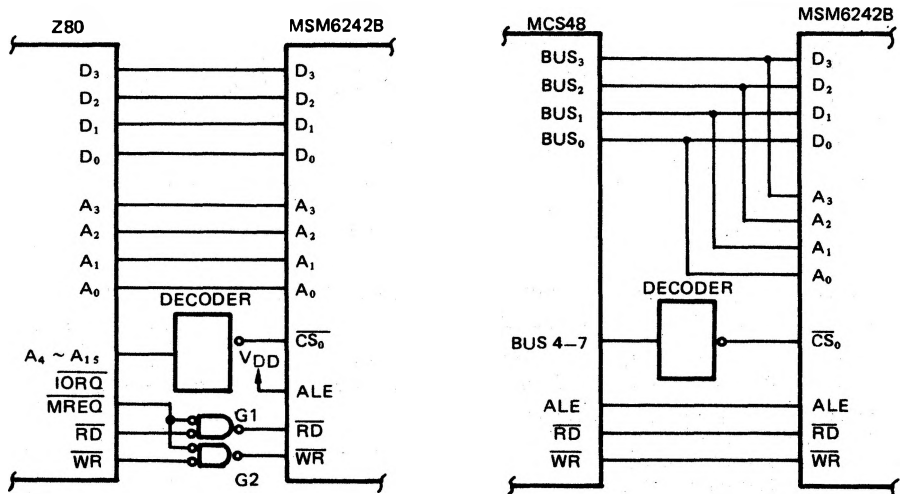 Z80
MSM6242B
D₃
D₃
D₂
D₂
D₁
D₁
D₀
D₀
A₃
A₃
A₂
A₂
A₁
A₁
A₀
A₀
DECODER
A₄ ~ A₁₅
CS₀
V_DD
IORQ
ALE
MREQ
G1
RD
RD
WR
WR
G2
MCS48
MSM6242B
BUS₃
D₃
BUS₂
D₂
BUS₁
D₁
BUS₀
D₀
A₃
A₂
A₁
A₀
DECODER
BUS 4–7
CS₀
ALE
ALE
RD
RD
WR
WR